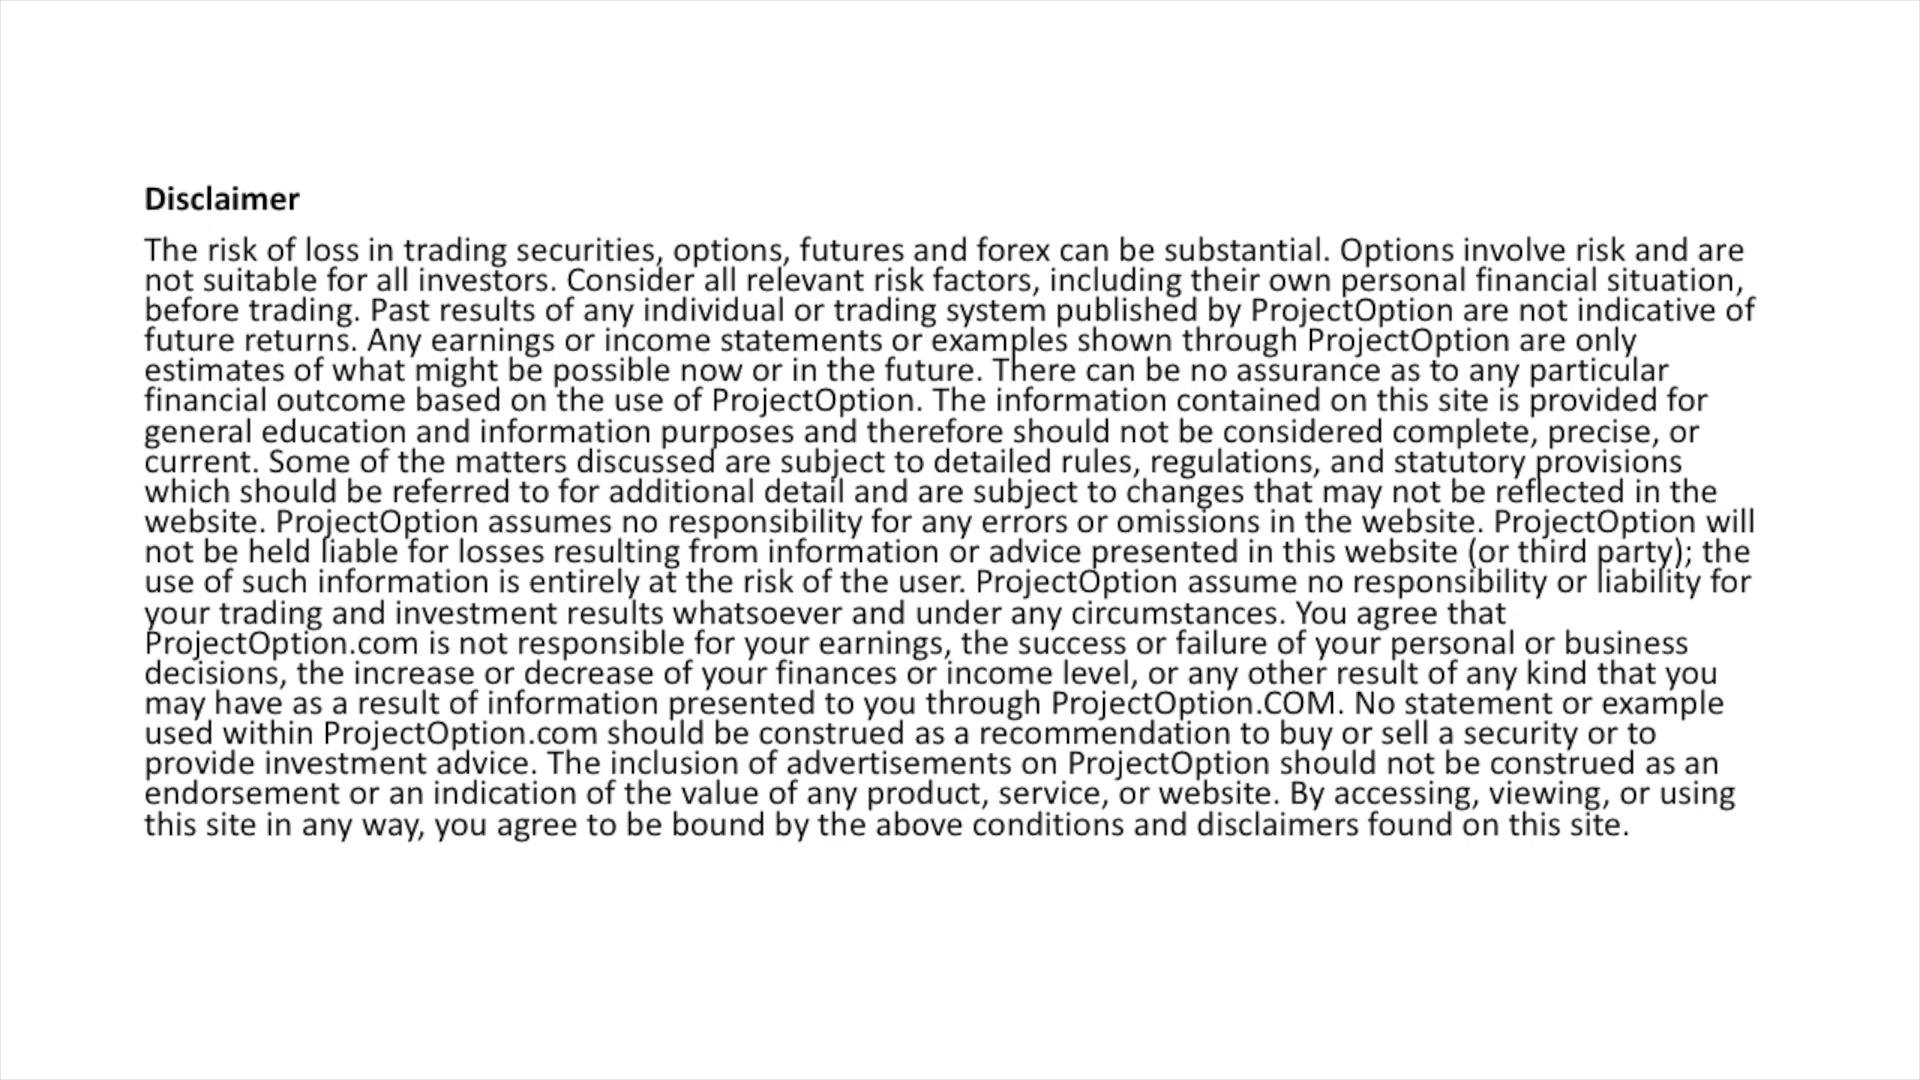 Disclaimer
The risk of loss in trading securities, options, futures and forex can be substantial. Options involve risk and are
not suitable for all investors. Consider all relevant risk factors, including their own personal financial situation,
before trading. Past results of any individual or trading system published by ProjectOption are not indicative of
future returns. Any earnings or income statements or examples shown through ProjectOption are only
estimates of what might be possible now or in the future. There can be no assurance as to any particular
financial outcome based on the use of ProjectOption. The information contained on this site is provided for
general education and information purposes and therefore should not be considered complete, precise, or
current. Some of the matters discussed are subject to detailed rules, regulations, and statutory provisions
which should be referred to for additional detail and are subject to changes that may not be reflected in the
website. ProjectOption assumes no responsibility for any errors or omissions in the website. ProjectOption will
not be held liable for losses resulting from information or advice presented in this website (or third party); the
use of such information is entirely at the risk of the user. ProjectOption assume no responsibility or liability for
your trading and investment results whatsoever and under any circumstances. You agree that
ProjectOption.com is not responsible for your earnings, the success or failure of your personal or business
decisions, the increase or decrease of your finances or income level, or any other result of any kind that you
may have as a result of information presented to you through ProjectOption.COM. No statement or example
used within ProjectOption.com should be construed as a recommendation to buy or sell a security or to
provide investment advice. The inclusion of advertisements on ProjectOption should not be construed as an
endorsement or an indication of the value of any product, service, or website. By accessing, viewing, or using
this site in any way, you agree to be bound by the above conditions and disclaimers found on this site.